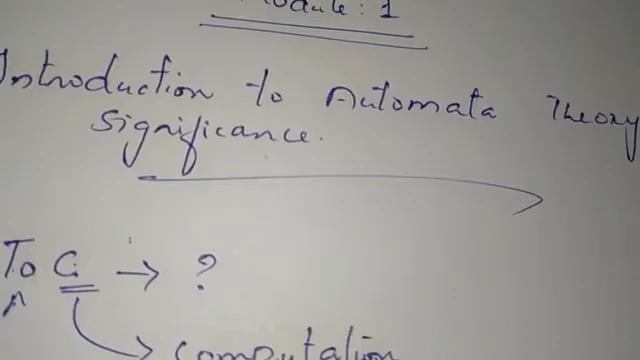 Module : 1
Introduction to Automata Theory
Significance.
To C → ?
computation